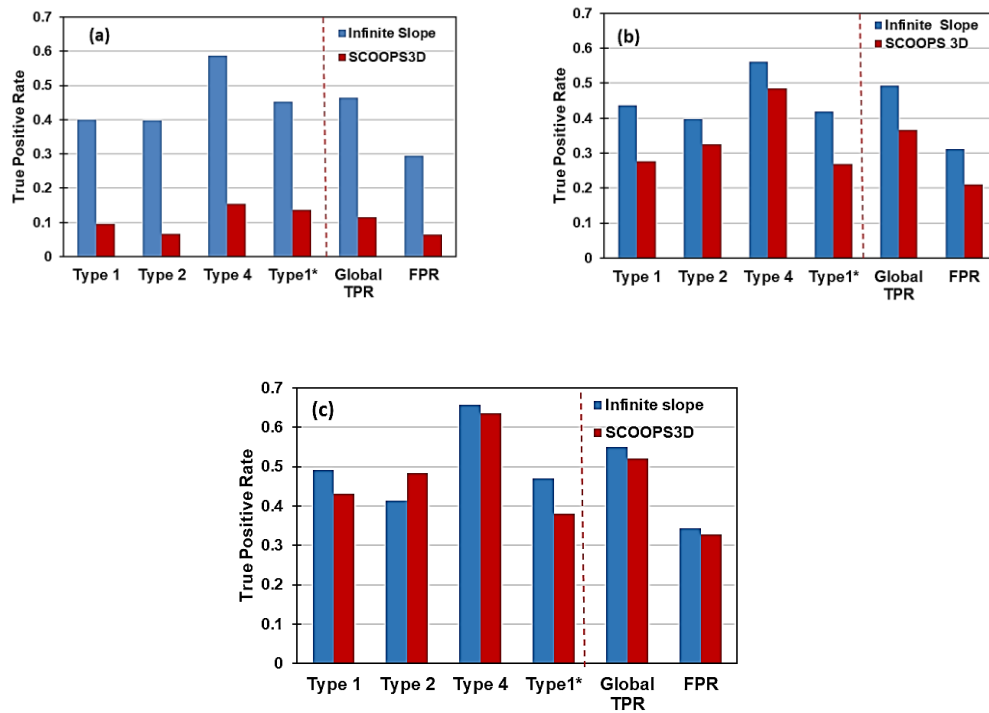 (a)
Infinite Slope
SCOOPS3D
True Positive Rate
0.7
0.6
0.5
0.4
0.3
0.2
0.1
0
Type 1 Type 2 Type 4 Type1* Global TPR FPR
(b)
Infinite Slope
SCOOPS 3D
True Positive Rate
0.7
0.6
0.5
0.4
0.3
0.2
0.1
0
Type 1 Type 2 Type 4 Type1* Global TPR FPR
(c)
Infinite slope
SCOOPS3D
True Positive Rate
0.7
0.6
0.5
0.4
0.3
0.2
0.1
0
Type 1 Type 2 Type 4 Type1* Global TPR FPR